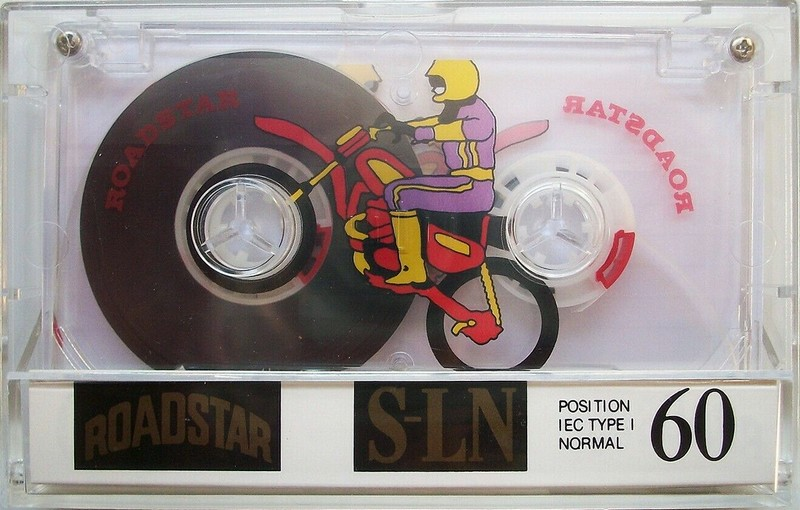 ROADSTAR
ROADSTAR
ROADSTAR
S-LN
POSITION
IEC TYPE I
NORMAL
60